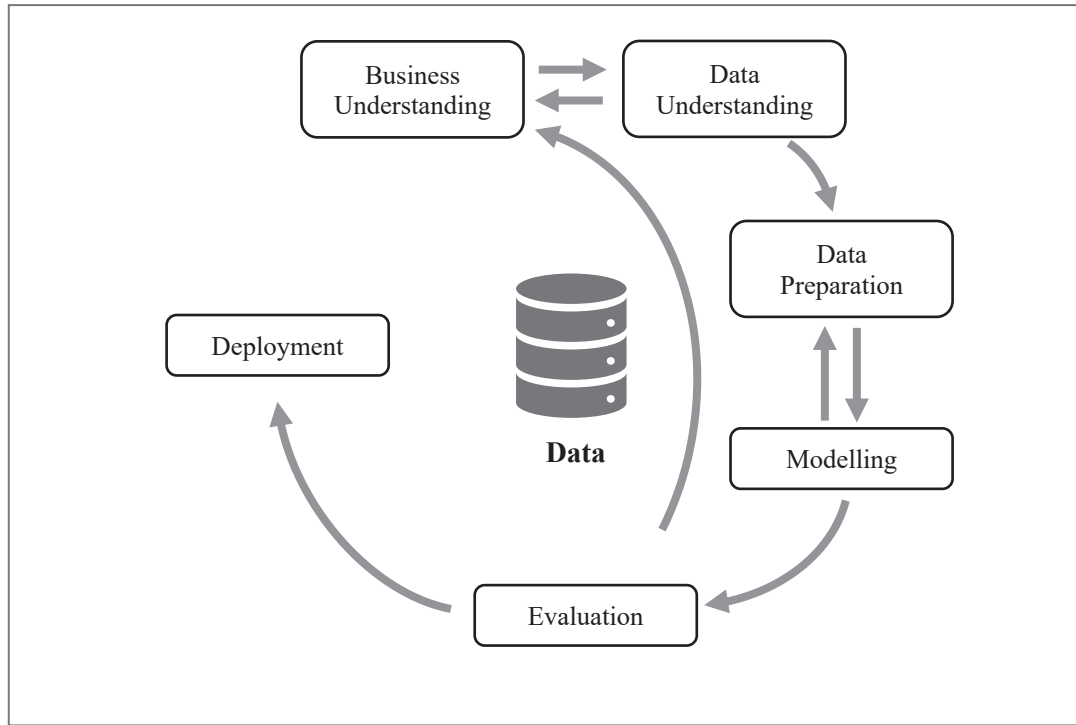 Business
Understanding
Data
Understanding
Data
Preparation
Deployment
Data
Modelling
Evaluation